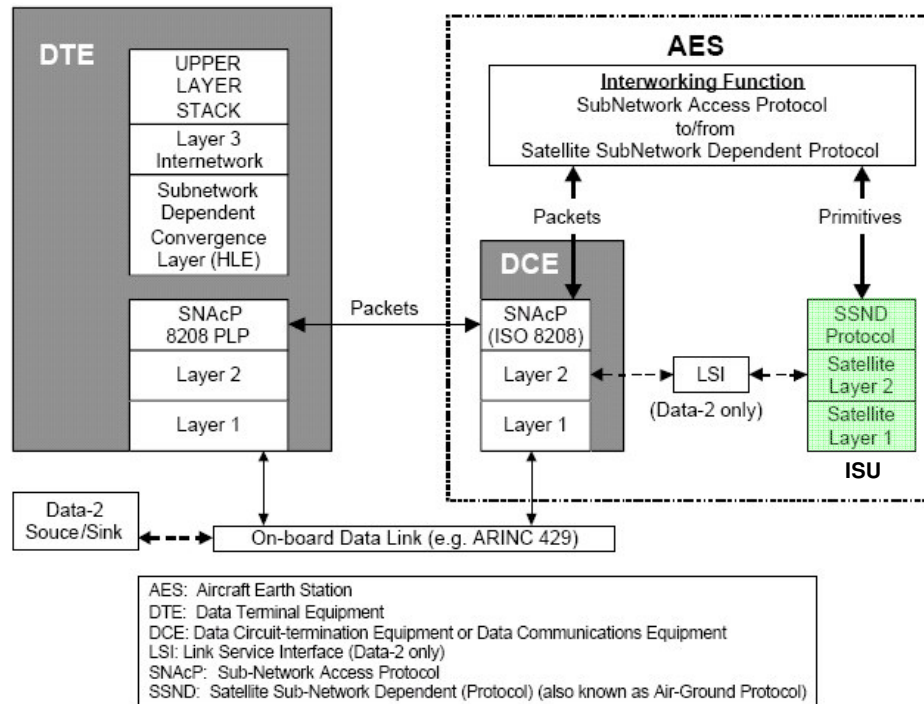 DTE
UPPER
LAYER
STACK
Layer 3
Internetwork
Subnetwork
Dependent
Convergence
Layer (HLE)
SNAcP
8208 PLP
Layer 2
Layer 1
Packets
AES
Interworking Function
SubNetwork Access Protocol
to/from
Satellite SubNetwork Dependent Protocol
Packets
Primitives
DCE
SNAcP
(ISO 8208)
Layer 2
Layer 1
LSI
(Data-2 only)
SSND
Protocol
Satellite
Layer 2
Satellite
Layer 1
ISU
Data-2
Souce/Sink
On-board Data Link (e.g. ARINC 429)
AES: Aircraft Earth Station
DTE: Data Terminal Equipment
DCE: Data Circuit-termination Equipment or Data Communications Equipment
LSI: Link Service Interface (Data-2 only)
SNAcP: Sub-Network Access Protocol
SSND: Satellite Sub-Network Dependent (Protocol) (also known as Air-Ground Protocol)